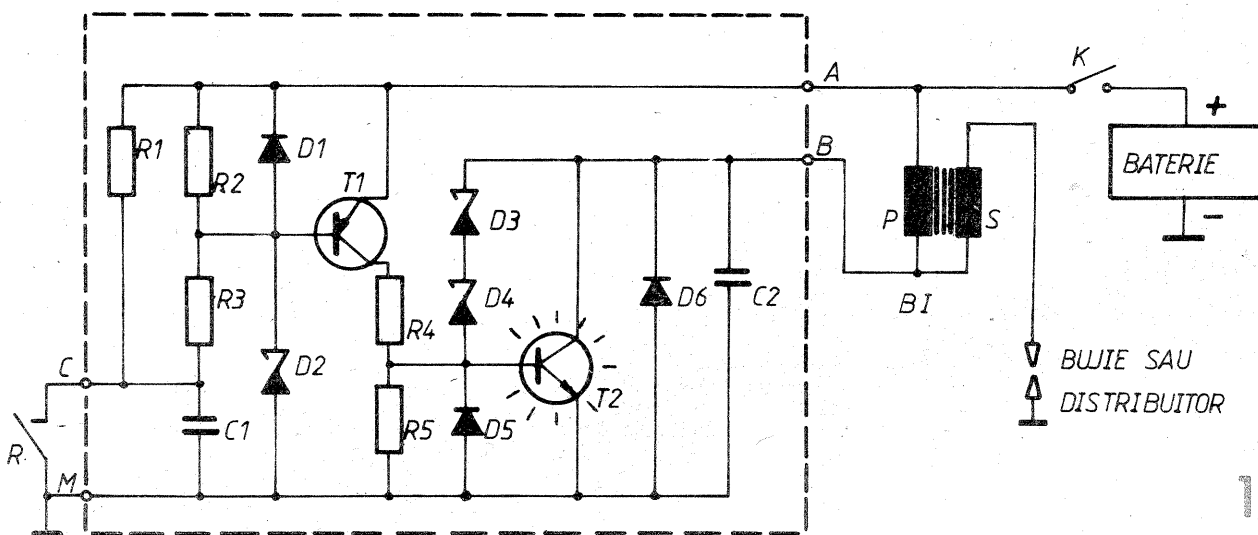 K
A
+
R1
R2
D1
B
BATERIE
T1
D3
P
S
−
R3
D4
D6
C2
BI
R4
C
D2
BUJIE SAU
T2
DISTRIBUITOR
C1
R5
D5
R
M
1